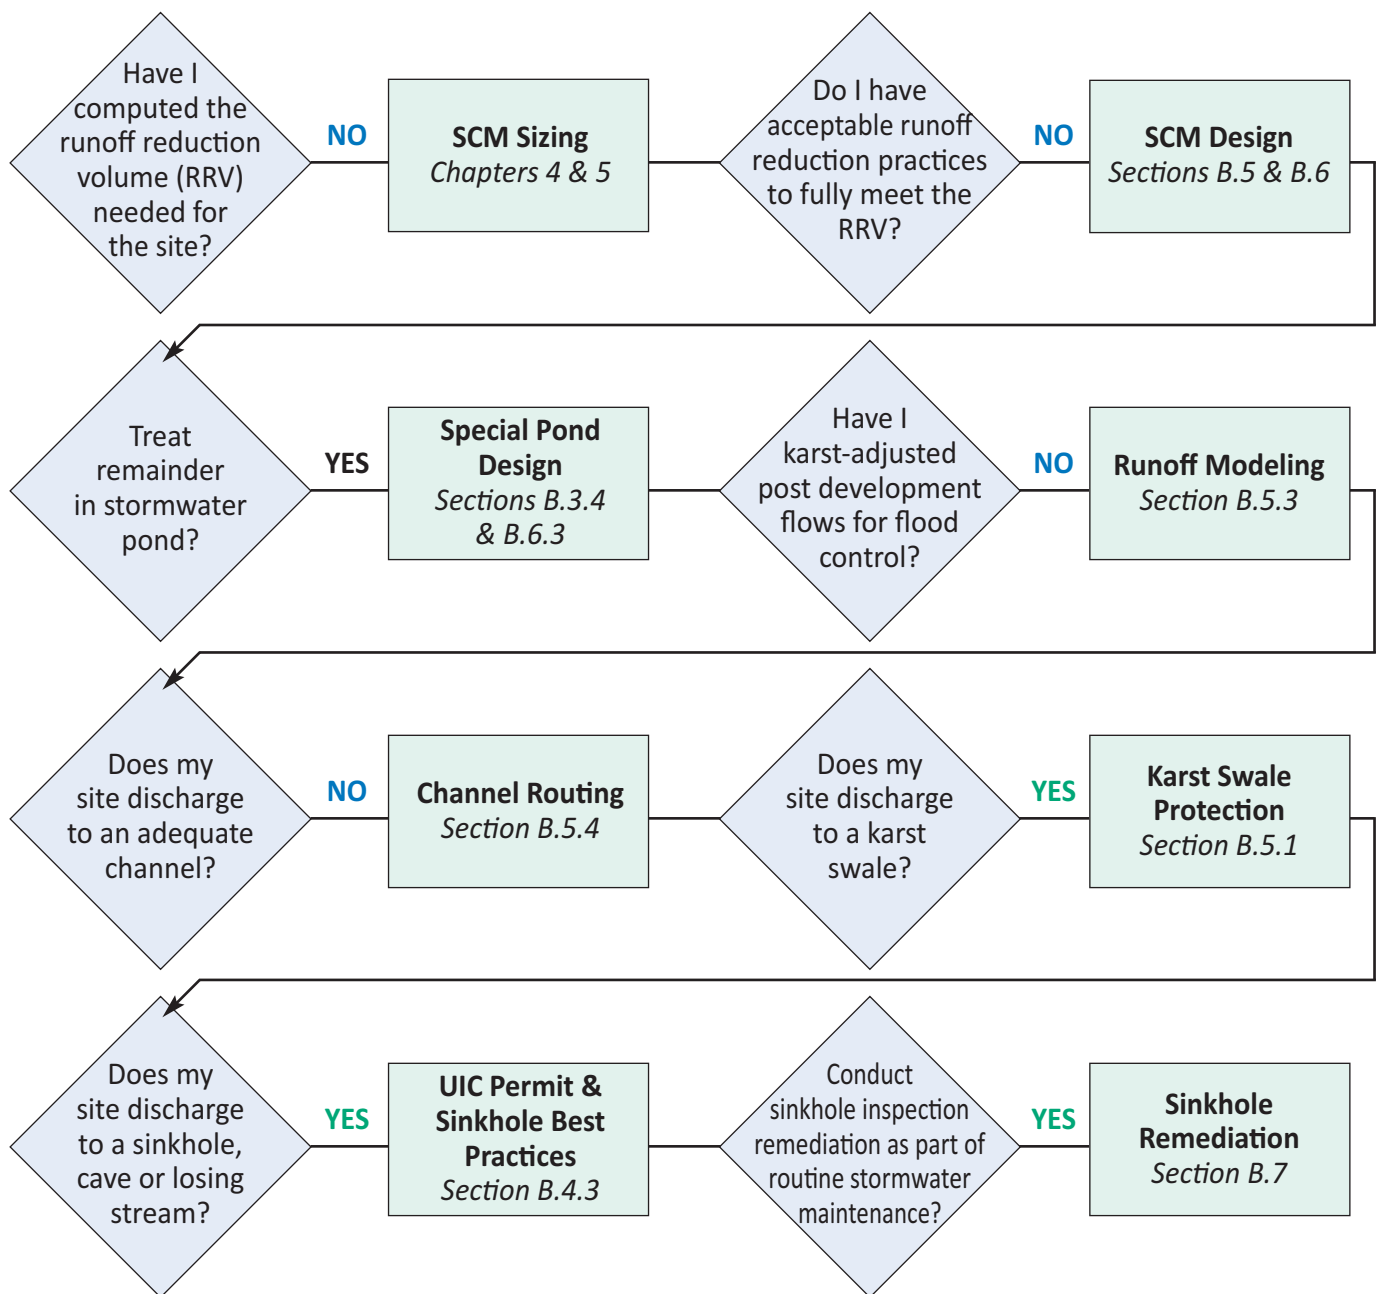 Have I
computed the
runoff reduction
volume (RRV)
needed for
the site?
NO
SCM Sizing
Chapters 4 & 5
Do I have
acceptable runoff
reduction practices
to fully meet the
RRV?
NO
SCM Design
Sections B.5 & B.6
Treat
remainder
in stormwater
pond?
YES
Special Pond
Design
Sections B.3.4
& B.6.3
Have I
karst-adjusted
post development
flows for flood
control?
NO
Runoff Modeling
Section B.5.3
Does my
site discharge
to an adequate
channel?
NO
Channel Routing
Section B.5.4
Does my
site discharge
to a karst
swale?
YES
Karst Swale
Protection
Section B.5.1
Does my
site discharge
to a sinkhole,
cave or losing
stream?
YES
UIC Permit &
Sinkhole Best
Practices
Section B.4.3
Conduct
sinkhole inspection
remediation as part of
routine stormwater
maintenance?
YES
Sinkhole
Remediation
Section B.7